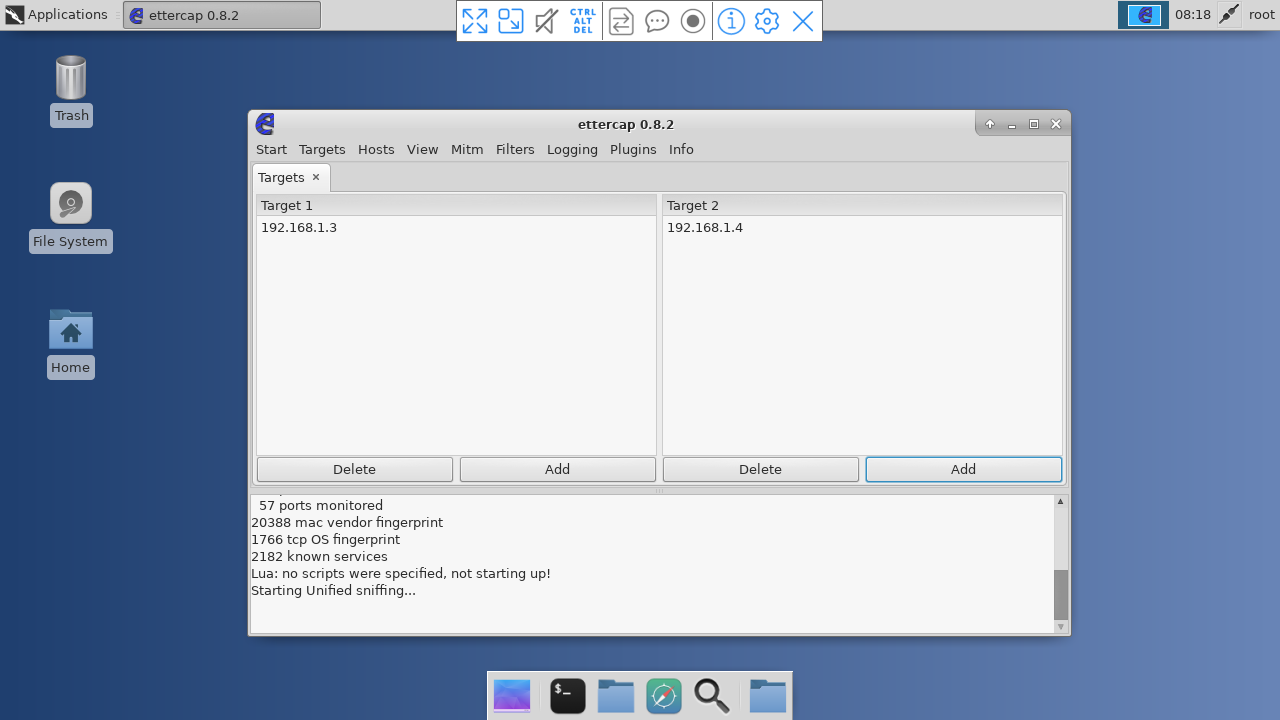 Applications
ettercap 0.8.2
CTRL
ALT
DEL
08:18
root
Trash
File System
Home
ettercap 0.8.2
Start Targets Hosts View Mitm Filters Logging Plugins Info
Targets
Target 1
Target 2
192.168.1.3
192.168.1.4
Delete
Add
Delete
Add
57 ports monitored
20388 mac vendor fingerprint
1766 tcp OS fingerprint
2182 known services
Lua: no scripts were specified, not starting up!
Starting Unified sniffing...
$_